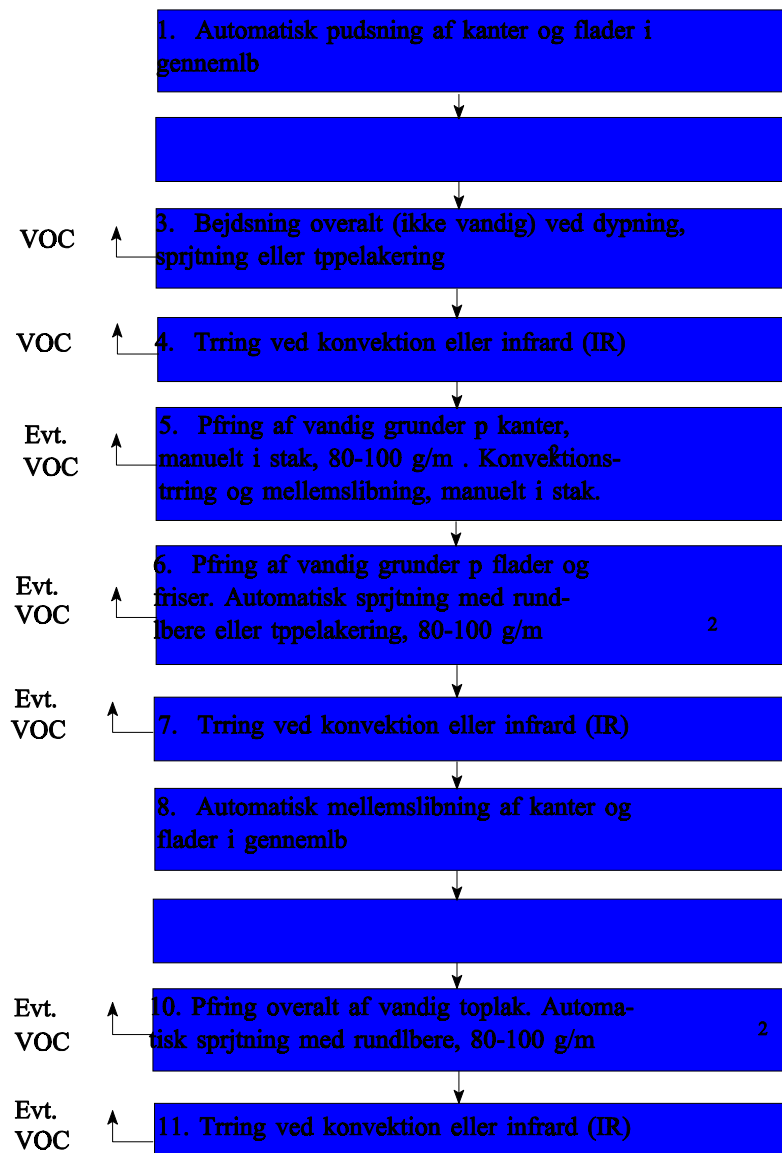 1. Automatisk pudsning af kanter og flader i
gennemlb
VOC
3. Bejdsning overalt (ikke vandig) ved dypning,
sprjtning eller tppelakering
VOC
4. Trring ved konvektion eller infrard (IR)
Evt.
VOC
5. Pfring af vandig grunder p kanter,
manuelt i stak, 80-100 g/m . Konvektions-
trring og mellemslibning, manuelt i stak.
Evt.
VOC
6. Pfring af vandig grunder p flader og
friser. Automatisk sprjtning med rund-
lbere eller tppelakering, 80-100 g/m 2
Evt.
VOC
7. Trring ved konvektion eller infrard (IR)
8. Automatisk mellemslibning af kanter og
flader i gennemlb
Evt.
VOC
10. Pfring overalt af vandig toplak. Automa-
tisk sprjtning med rundlbere, 80-100 g/m 2
Evt.
VOC
11. Trring ved konvektion eller infrard (IR)